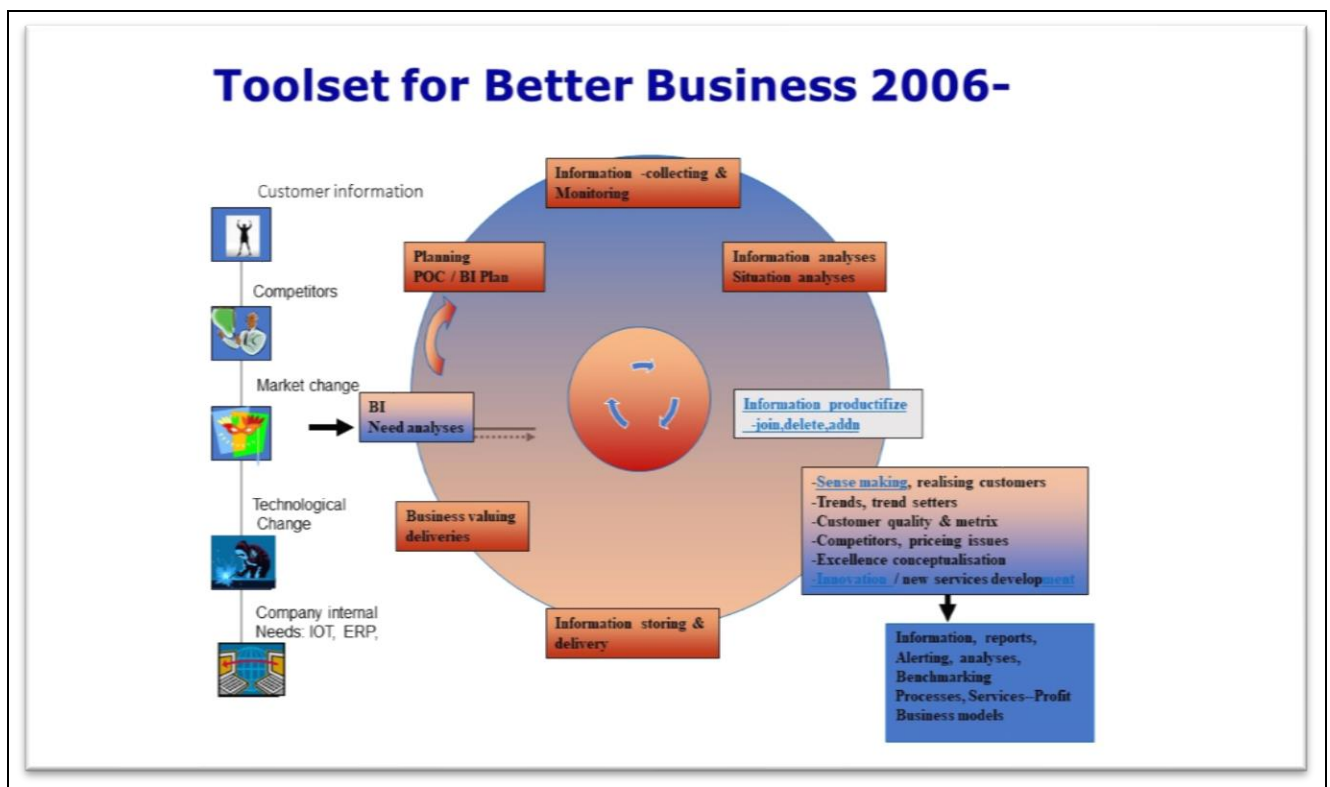 Toolset for Better Business 2006-
Customer information
Competitors
Market change
Technological
Change
Company internal
Needs: IOT, ERP,
BI
Need analyses
Planning
POC / BI Plan
Information -collecting &
Monitoring
Information analyses
Situation analyses
Information productifize
-join,delete,addn
-Sense making, realising customers
-Trends, trend setters
-Customer quality & metrix
-Competitors, priceing issues
-Excellence conceptualisation
-Innovation / new services development
Information, reports,
Alerting, analyses,
Benchmarking
Processes, Services--Profit
Business models
Information storing &
delivery
Business valuing
deliveries